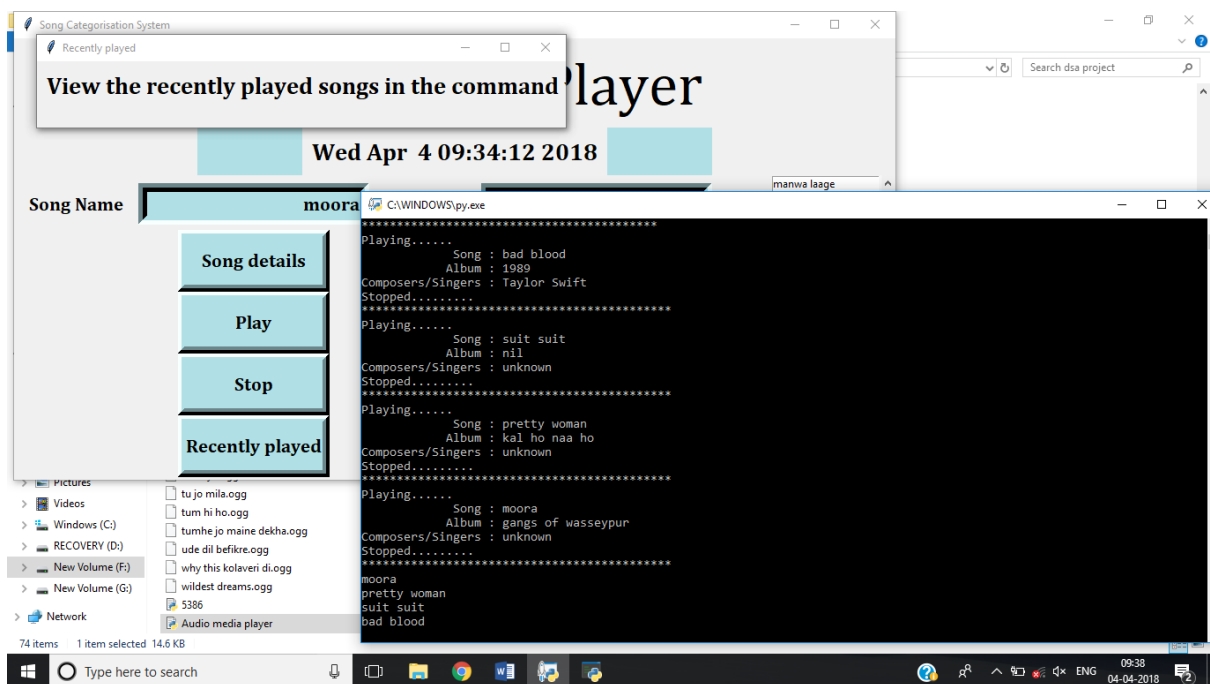 Song Categorisation System
Recently played
View the recently played songs in the command
Player
Search dsa project
Wed Apr  4 09:34:12 2018
manwa laage
Song Name
moora
Song details
Play
Stop
Recently played
C:\WINDOWS\py.exe
******************************************
Playing......
Song : bad blood
Album : 1989
Composers/Singers : Taylor Swift
Stopped.........
********************************************
Playing......
Song : suit suit
Album : nil
Composers/Singers : unknown
Stopped.........
********************************************
Playing......
Song : pretty woman
Album : kal ho naa ho
Composers/Singers : unknown
Stopped.........
********************************************
Playing......
Song : moora
Album : gangs of wasseypur
Composers/Singers : unknown
Stopped.........
********************************************
moora
pretty woman
suit suit
bad blood
Pictures
Videos
Windows (C:)
RECOVERY (D:)
New Volume (F:)
New Volume (G:)
Network
tu jo mila.ogg
tum hi ho.ogg
tumhe jo maine dekha.ogg
ude dil befikre.ogg
why this kolaveri di.ogg
wildest dreams.ogg
5386
Audio media player
74 items
1 item selected 14.6 KB
Type here to search
ENG
09:38
04-04-2018
2